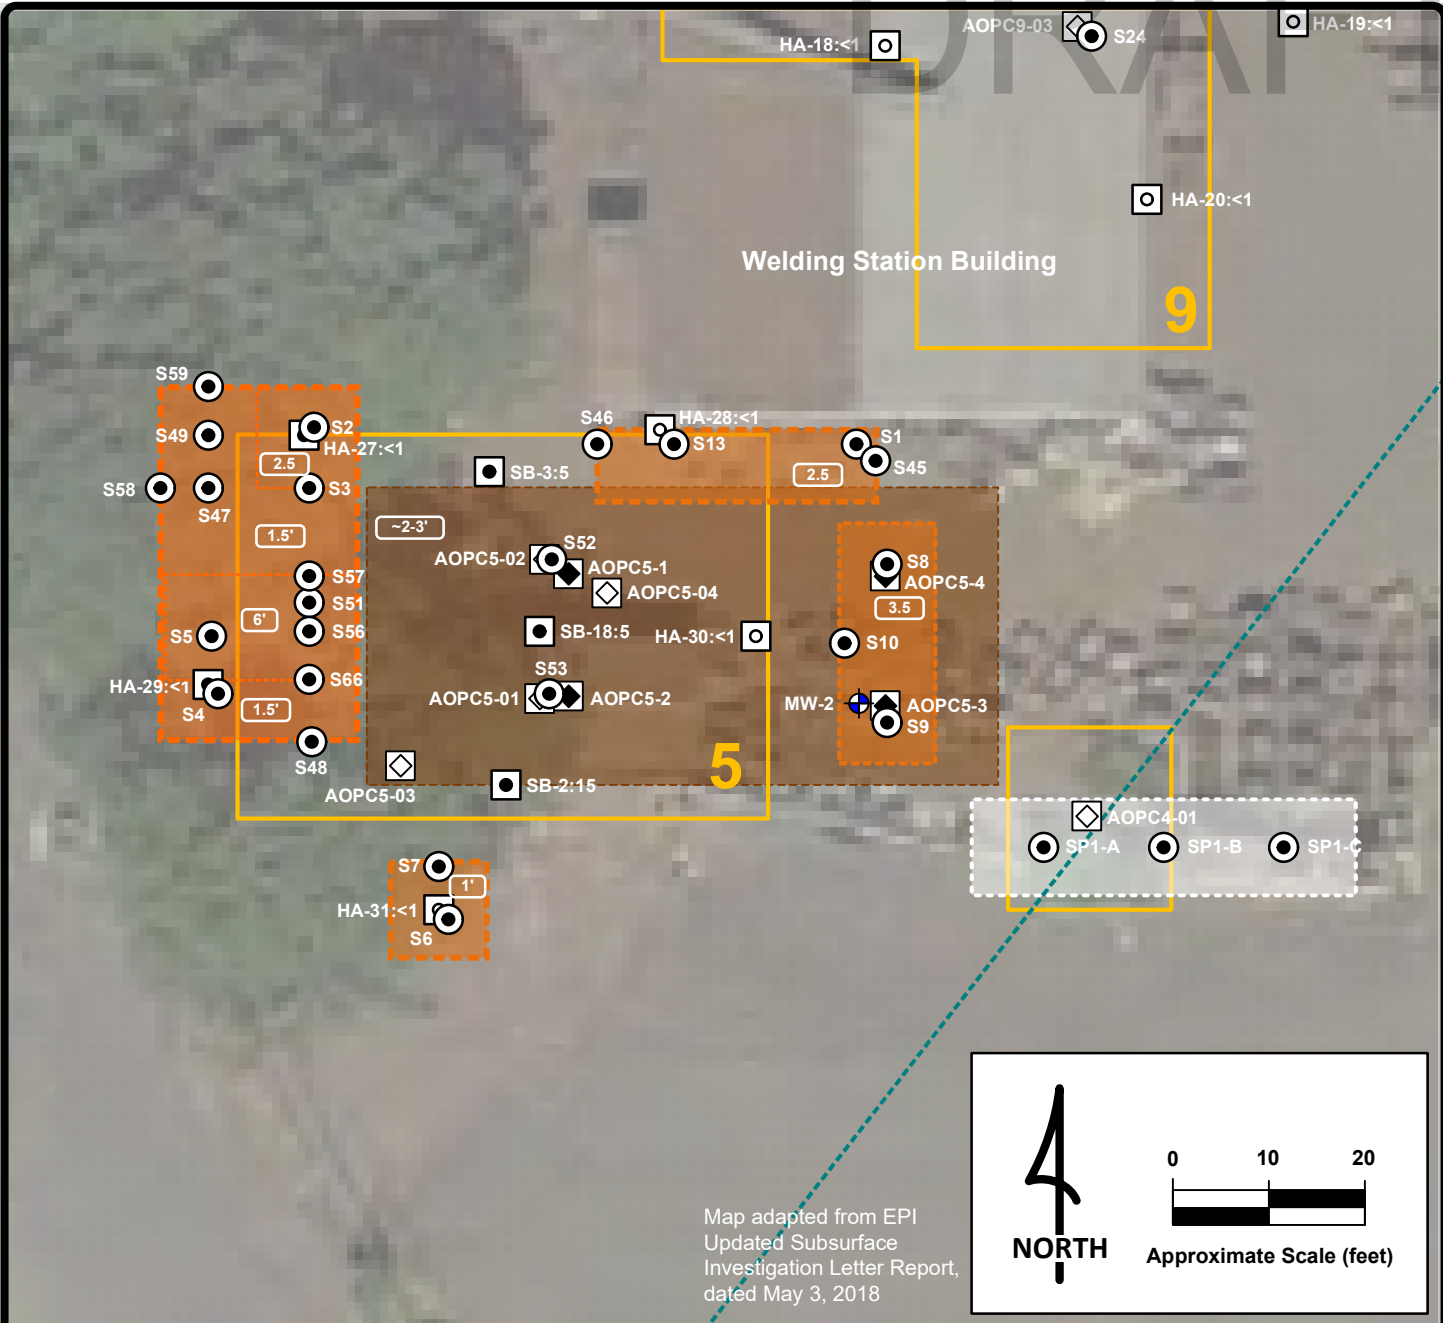 DRAFT
AOPC9-03
S24
HA-19:<1
HA-18:<1
HA-20:<1
Welding Station Building
9
S59
S49
S2
HA-27:<1
2.5
S58
S47
S3
1.5'
S57
S51
6'
S56
S5
S66
HA-29:<1
S4
1.5'
S48
S46
HA-28:<1
S13
S1
S45
2.5
SB-3:5
~2-3'
S52
AOPC5-02
AOPC5-1
AOPC5-04
SB-18:5
HA-30:<1
S53
AOPC5-01
AOPC5-2
S8
AOPC5-4
3.5
S10
MW-2
AOPC5-3
S9
5
AOPC5-03
SB-2:15
AOPC4-01
SP1-A
SP1-B
SP1-C
S7
1'
HA-31:<1
S6
0 10 20
NORTH
Approximate Scale (feet)
Map adapted from EPI
Updated Subsurface
Investigation Letter Report,
dated May 3, 2018